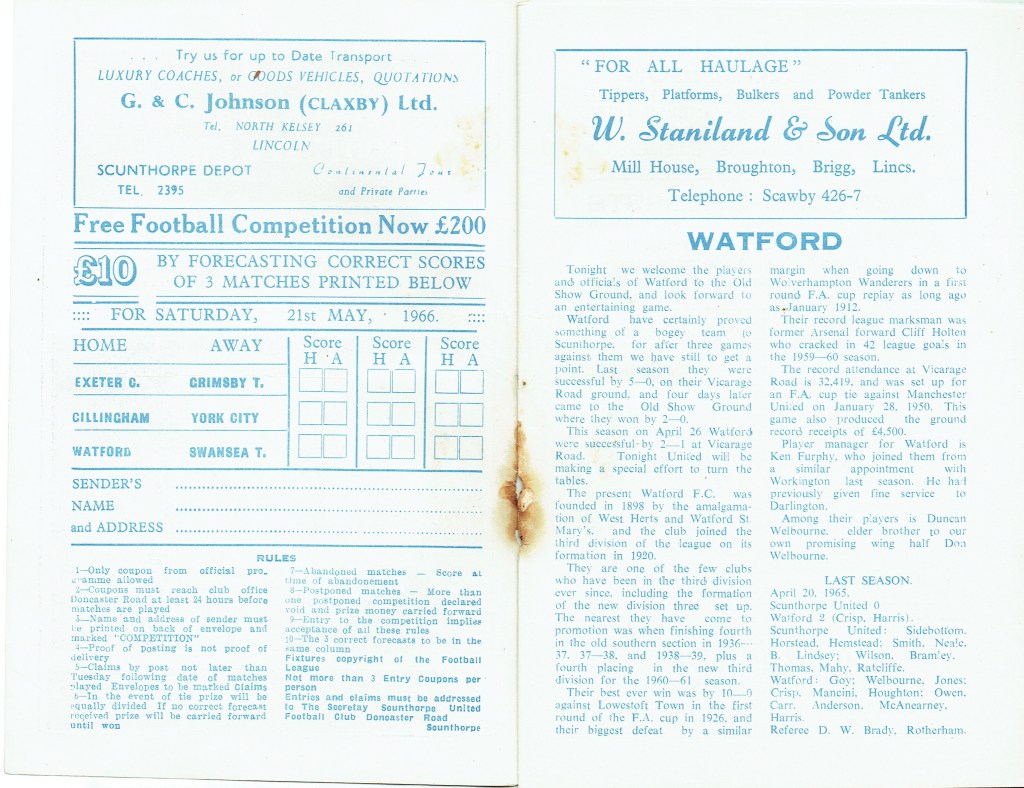 . . . Try us for up to Date Transport
LUXURY COACHES, or GOODS VEHICLES, QUOTATIONS
G. & C. Johnson (CLAXBY) Ltd.
Tel. NORTH KELSEY 261
LINCOLN
SCUNTHORPE DEPOT
TEL. 2395
Continental Tour
and Private Parties
Free Football Competition Now £200
£10 BY FORECASTING CORRECT SCORES
OF 3 MATCHES PRINTED BELOW
:::: FOR SATURDAY, 21st MAY, 1966. ::::
HOME AWAY Score Score Score
H A H A H A
EXETER C. GRIMSBY T.
GILLINGHAM YORK CITY
WATFORD SWANSEA T.
SENDER'S
NAME
and ADDRESS
RULES
1—Only coupon from official pro-
gramme allowed
2—Coupons must reach club office
Doncaster Road at least 24 hours before
matches are played
3—Name and address of sender must
be printed on back of envelope and
marked "COMPETITION"
4—Proof of posting is not proof of
delivery
5—Claims by post not later than
Tuesday following date of matches
played Envelopes to be marked Claims
6—In the event of tie prize will be
equally divided If no correct forecast
received prize will be carried forward
until won
7—Abandoned matches — Score at
time of abandonement
8—Postponed matches — More than
one postponed competition declared
void and prize money carried forward
9—Entry to the competition implies
acceptance of all these rules
10—The 3 correct forecasts to be in the
same column
Fixtures copyright of the Football
League
Not more than 3 Entry Coupons per
person
Entries and claims must be addressed
to The Secretay Scunthorpe United
Football Club Doncaster Road
Scunthorpe
"FOR ALL HAULAGE"
Tippers, Platforms, Bulkers and Powder Tankers
W. Staniland & Son Ltd.
Mill House, Broughton, Brigg, Lincs.
Telephone : Scawby 426-7
WATFORD
Tonight we welcome the players
and officials of Watford to the Old
Show Ground, and look forward to
an entertaining game.
Watford have certainly proved
something of a bogey team to
Scunthorpe, for after three games
against them we have still to get a
point. Last season they were
successful by 5—0, on their Vicarage
Road ground, and four days later
came to the Old Show Ground
where they won by 2—0.
This season on April 26 Watford
were successful by 2—1 at Vicarage
Road. Tonight United will be
making a special effort to turn the
tables.
The present Watford F.C. was
founded in 1898 by the amalgama-
tion of West Herts and Watford St.
Mary's, and the club joined the
third division of the league on its
formation in 1920.
They are one of the few clubs
who have been in the third division
ever since, including the formation
of the new division three set up.
The nearest they have come to
promotion was when finishing fourth
in the old southern section in 1936—
37, 37—38, and 1938—39, plus a
fourth placing in the new third
division for the 1960—61 season.
Their best ever win was by 10—0
against Lowestoft Town in the first
round of the F.A. cup in 1926, and
their biggest defeat by a similar
margin when going down to
Wolverhampton Wanderers in a first
round F.A. cup replay as long ago
as January 1912.
Their record league marksman was
former Arsenal forward Cliff Holten
who cracked in 42 league goals in
the 1959—60 season.
The record attendance at Vicarage
Road is 32,419, and was set up for
an F.A. cup tie against Manchester
United on January 28, 1950. This
game also produced the ground
record receipts of £4,500.
Player manager for Watford is
Ken Furphy, who joined them from
a similar appointment with
Workington last season. He had
previously given fine service to
Darlington.
Among their players is Duncan
Welbourne, elder brother to our
own promising wing half Don
Welbourne.
LAST SEASON.
April 20, 1965.
Scunthorpe United 0
Watford 2 (Crisp, Harris).
Scunthorpe United: Sidebottom,
Horstead, Hemstead: Smith, Neale,
B. Lindsey; Wilson, Bramley,
Thomas, Mahy, Ratcliffe.
Watford: Goy; Welbourne, Jones:
Crisp, Mancini, Houghton: Owen,
Carr, Anderson, McAnearney,
Harris.
Referee D. W. Brady, Rotherham.